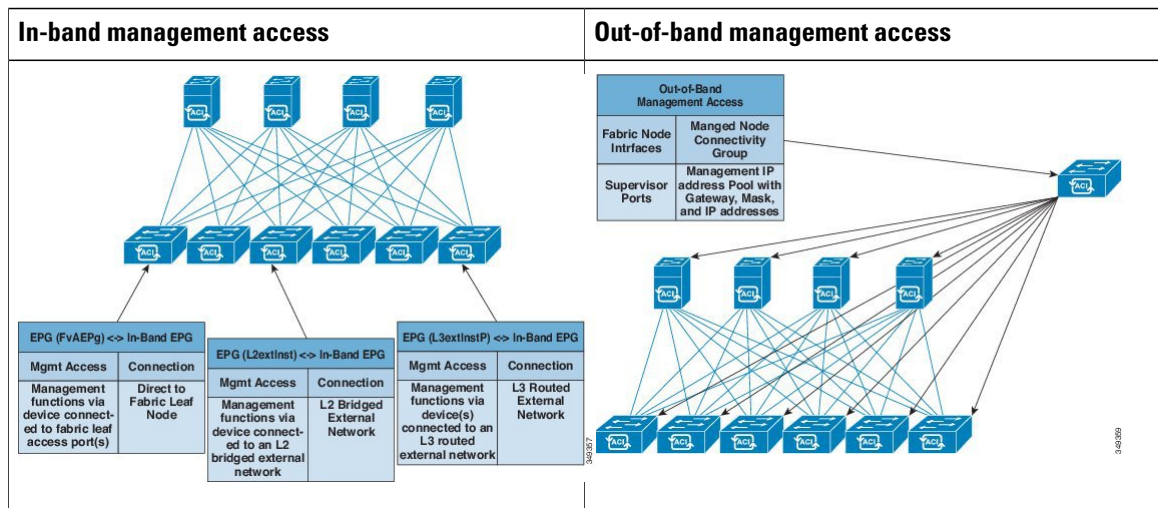 In-band management access
ACI
ACI
ACI
ACI
ACI
ACI
ACI
ACI
ACI
ACI
EPG (FvAEPg) <-> In-Band EPG
Mgmt Access
Connection
Management
functions via
device connect-
ed to fabric leaf
access port(s)
Direct to
Fabric Leaf
Node
EPG (L2extInst) <-> In-Band EPG
Mgmt Access
Connection
Management
functions via
device connect-
ed to an L2
bridged external
network
L2 Bridged
External
Network
EPG (L3extInstP) <-> In-Band EPG
Mgmt Access
Connection
Management
functions via
device(s)
connected to an
L3 routed
external network
L3 Routed
External
Network
349357
Out-of-band management access
Out-of-Band
Management Access
Fabric Node
Intrfaces
Manged Node
Connectivity
Group
Supervisor
Ports
Management IP
address Pool with
Gateway, Mask,
and IP addresses
ACI
ACI
ACI
ACI
ACI
ACI
ACI
ACI
ACI
ACI
ACI
349369